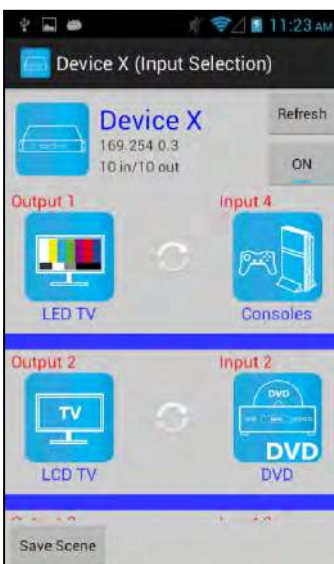 11:23 AM
Device X (Input Selection)
Device X
Refresh
169.254.0.3
10 in/10 out
ON
Output 1
Input 4
LED TV
Consoles
Output 2
Input 2
TV
DVD
DVD
LCD TV
DVD
Save Scene